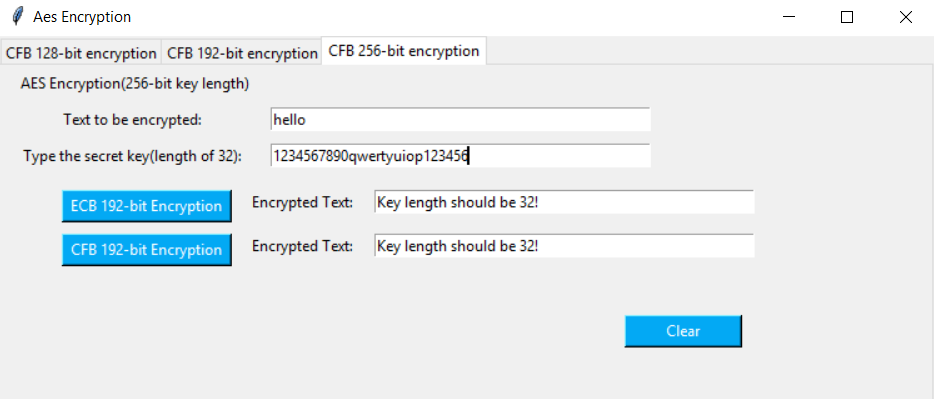 Aes Encryption
CFB 128-bit encryption CFB 192-bit encryption CFB 256-bit encryption
AES Encryption(256-bit key length)
Text to be encrypted: hello
Type the secret key(length of 32): 1234567890qwertyuiop123456
ECB 192-bit Encryption Encrypted Text: Key length should be 32!
CFB 192-bit Encryption Encrypted Text: Key length should be 32!
Clear